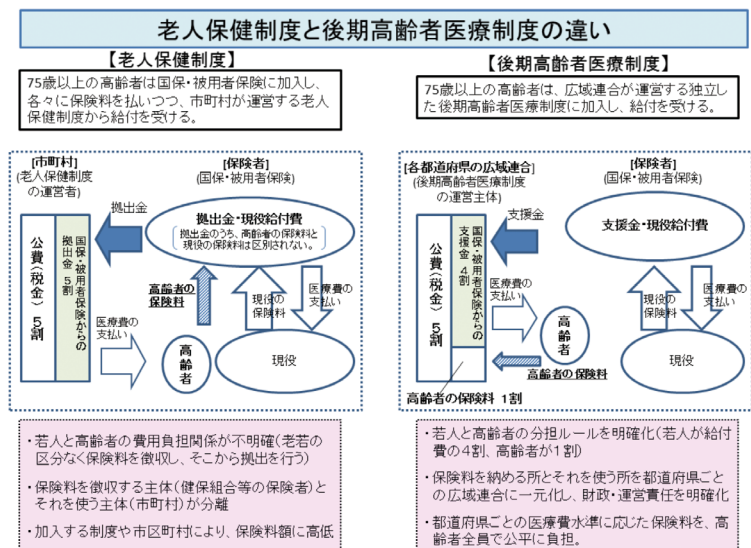 老人保健制度と後期高齢者医療制度の違い
【老人保健制度】
75歳以上の高齢者は国保・被用者保険に加入し、
各々に保険料を払いつつ、市町村が運営する老人
保健制度から給付を受ける。
[市町村]
(老人保健制度
の運営者)
[保険者]
(国保・被用者保険)
拠出金
拠出金・現役給付費
(拠出金のうち、高齢者の保険料と
現役の保険料は区別されない。)
公費(税金) 5割
国保・被用者保険からの
拠出金 5割
高齢者の
保険料
現役の
保険料
医療費の
支払い
医療費の
支払い
高齢者
現役
・若人と高齢者の費用負担関係が不明確(老若の
区分なく保険料を徴収し、そこから拠出を行う)
・保険料を徴収する主体(健保組合等の保険者)と
それを使う主体(市町村)が分離
・加入する制度や市区町村により、保険料額に高低
【後期高齢者医療制度】
75歳以上の高齢者は、広域連合が運営する独立し
た後期高齢者医療制度に加入し、給付を受ける。
[各都道府県の広域連合]
(後期高齢者医療制度
の運営主体)
[保険者]
(国保・被用者保険)
支援金
支援金・現役給付費
公費(税金) 5割
国保・被用者保険からの
支援金 4割
医療費の
支払い
高齢者
現役の
保険料
医療費の
支払い
現役
高齢者の保険料
高齢者の保険料 1割
・若人と高齢者の分担ルールを明確化(若人が給付
費の4割、高齢者が1割)
・保険料を納める所とそれを使う所を都道府県ごと
の広域連合に一元化し、財政・運営責任を明確化
・都道府県ごとの医療費水準に応じた保険料を、高
齢者全員で公平に負担。